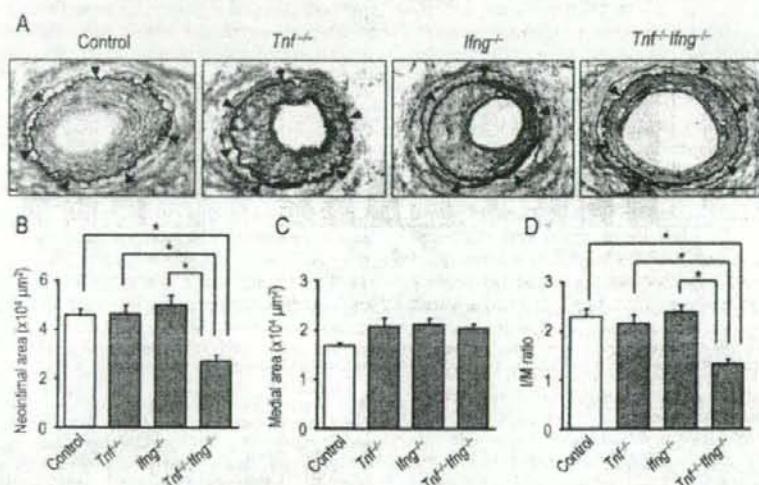 A
Control
Tnf⁻/⁻
Ifng⁻/⁻
Tnf⁻/⁻Ifng⁻/⁻
B
Neointimal area (x10⁴ μm²)
6
4
2
0
*
*
*
Control
Tnf⁻/⁻
Ifng⁻/⁻
Tnf⁻/⁻Ifng⁻/⁻
C
Medial area (x10⁴ μm²)
3
2
1
0
Control
Tnf⁻/⁻
Ifng⁻/⁻
Tnf⁻/⁻Ifng⁻/⁻
D
I/M ratio
3
2
1
0
*
*
*
Control
Tnf⁻/⁻
Ifng⁻/⁻
Tnf⁻/⁻Ifng⁻/⁻